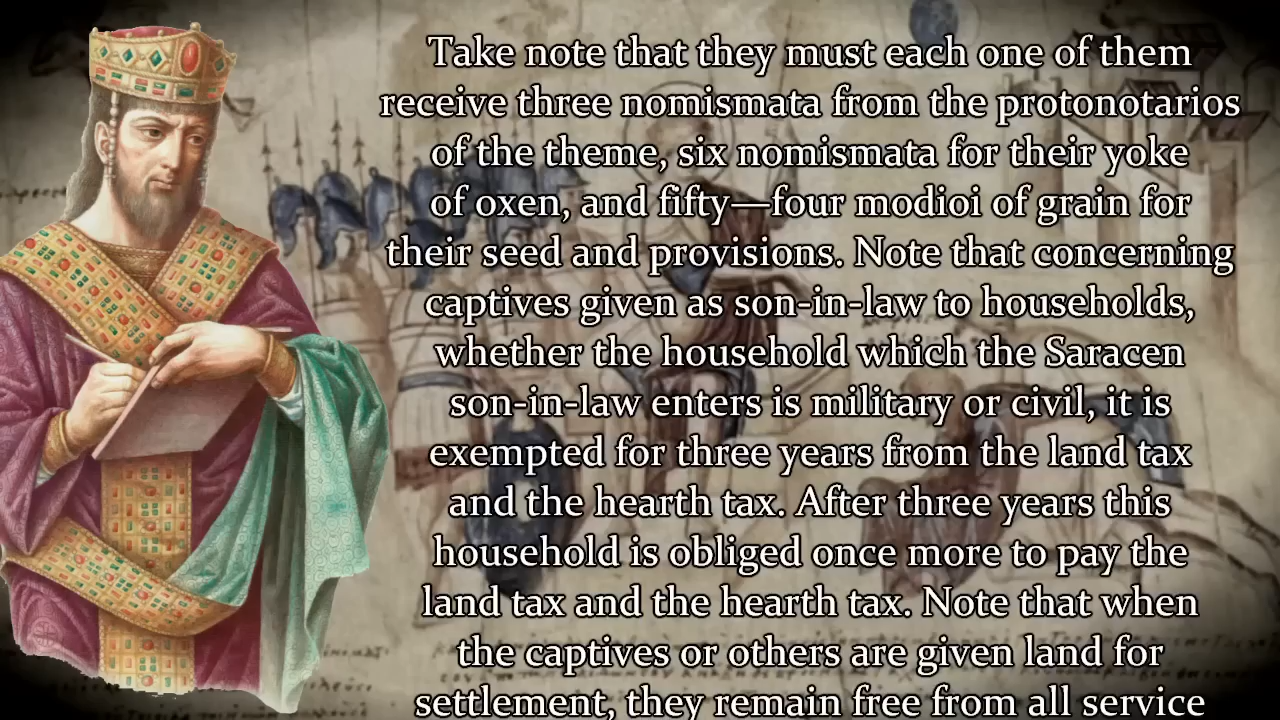 Take note that they must each one of them
receive three nomismata from the protonotarios
of the theme, six nomismata for their yoke
of oxen, and fifty—four modioi of grain for
their seed and provisions. Note that concerning
captives given as son-in-law to households,
whether the household which the Saracen
son-in-law enters is military or civil, it is
exempted for three years from the land tax
and the hearth tax. After three years this
household is obliged once more to pay the
land tax and the hearth tax. Note that when
the captives or others are given land for
settlement, they remain free from all service